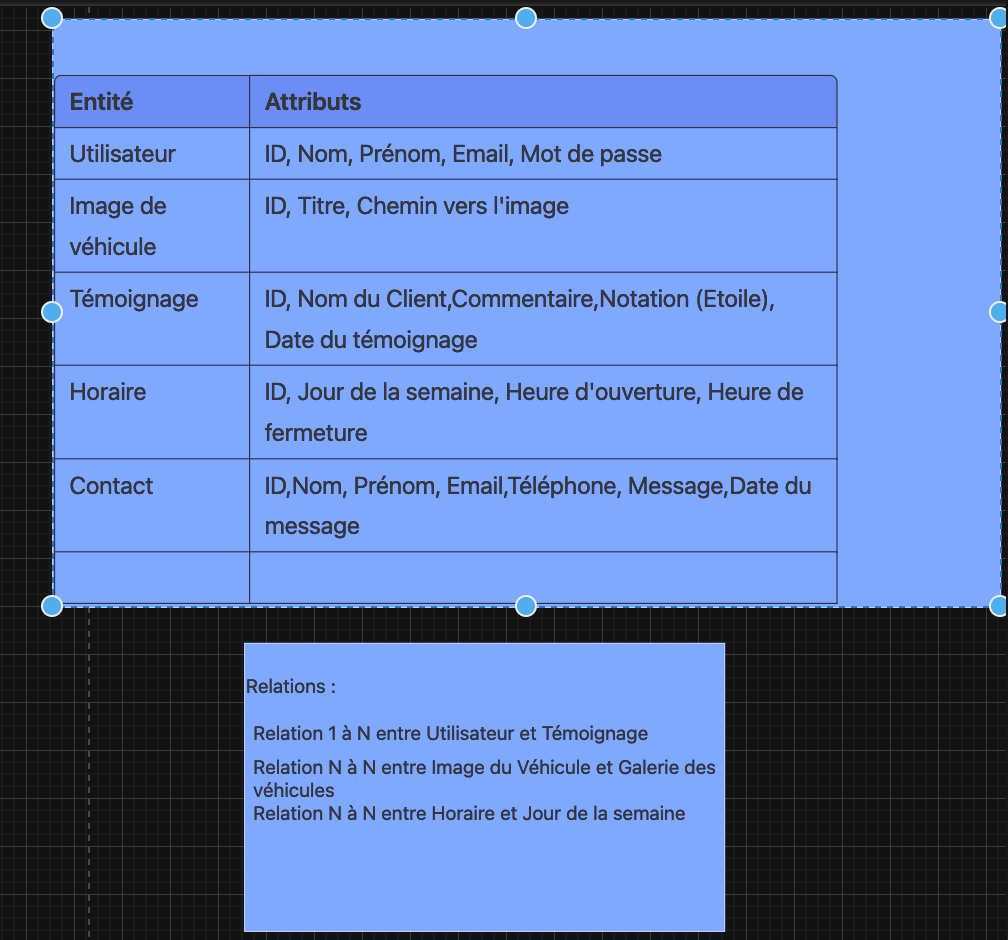 Entité Attributs
Utilisateur ID, Nom, Prénom, Email, Mot de passe
Image de ID, Titre, Chemin vers l'image
véhicule
Témoignage ID, Nom du Client,Commentaire,Notation (Etoile),
Date du témoignage
Horaire ID, Jour de la semaine, Heure d'ouverture, Heure de
fermeture
Contact ID,Nom, Prénom, Email,Téléphone, Message,Date du
message
Relations :
Relation 1 à N entre Utilisateur et Témoignage
Relation N à N entre Image du Véhicule et Galerie des
véhicules
Relation N à N entre Horaire et Jour de la semaine